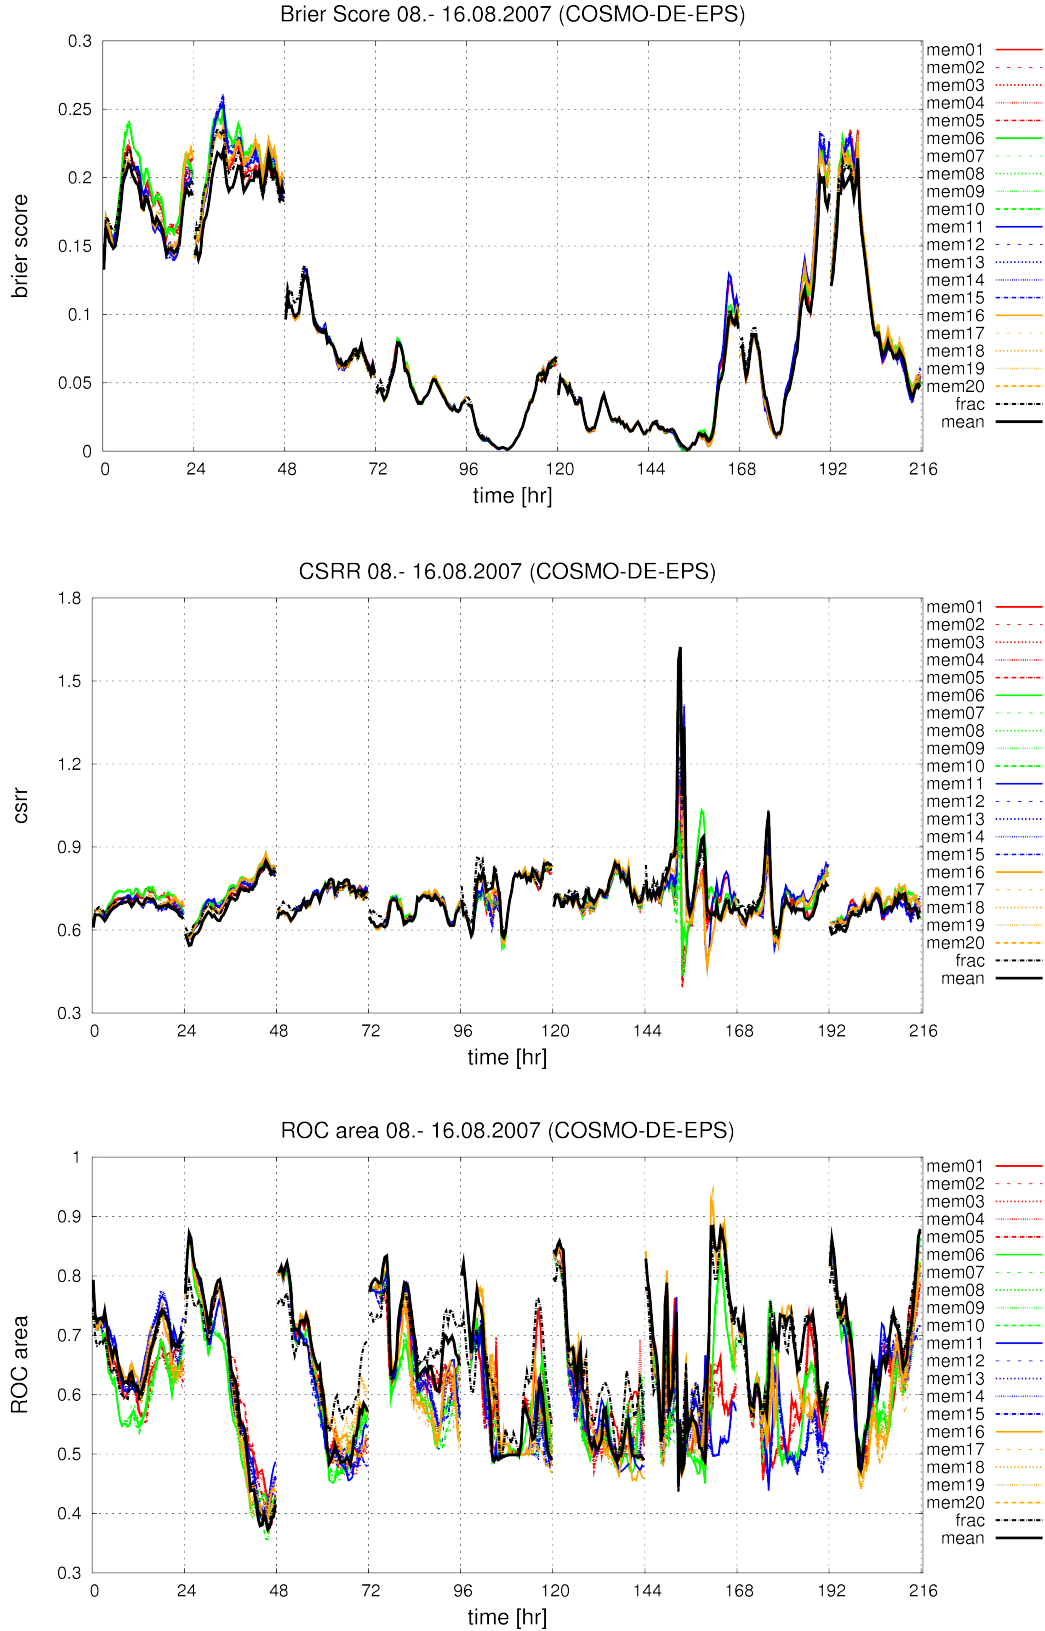 Brier Score 08.- 16.08.2007 (COSMO-DE-EPS)
0.3
0.25
0.2
0.15
0.1
0.05
0
brier score
0 24 48 72 96 120 144 168 192 216
time [hr]
mem01
mem02
mem03
mem04
mem05
mem06
mem07
mem08
mem09
mem10
mem11
mem12
mem13
mem14
mem15
mem16
mem17
mem18
mem19
mem20
frac
mean
CSRR 08.- 16.08.2007 (COSMO-DE-EPS)
1.8
1.5
1.2
0.9
0.6
0.3
csrr
0 24 48 72 96 120 144 168 192 216
time [hr]
mem01
mem02
mem03
mem04
mem05
mem06
mem07
mem08
mem09
mem10
mem11
mem12
mem13
mem14
mem15
mem16
mem17
mem18
mem19
mem20
frac
mean
ROC area 08.- 16.08.2007 (COSMO-DE-EPS)
1
0.9
0.8
0.7
0.6
0.5
0.4
0.3
ROC area
0 24 48 72 96 120 144 168 192 216
time [hr]
mem01
mem02
mem03
mem04
mem05
mem06
mem07
mem08
mem09
mem10
mem11
mem12
mem13
mem14
mem15
mem16
mem17
mem18
mem19
mem20
frac
mean